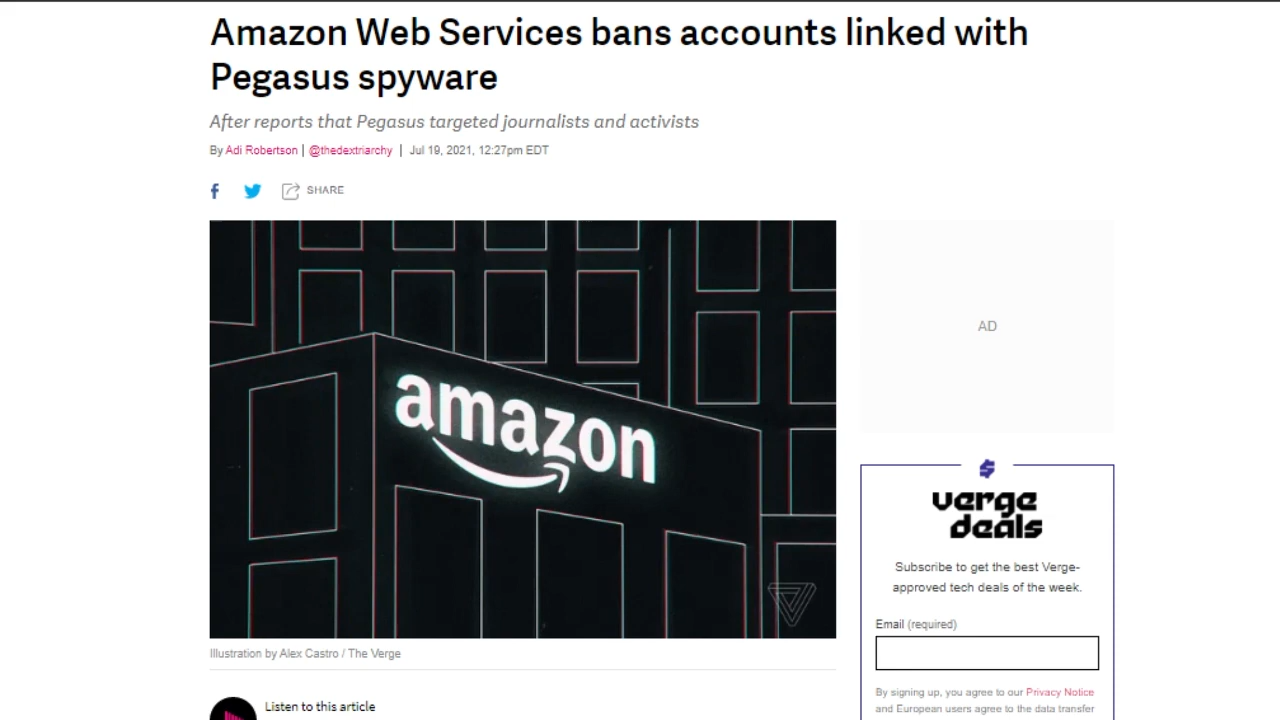 Amazon Web Services bans accounts linked with
Pegasus spyware
After reports that Pegasus targeted journalists and activists
By Adi Robertson | @thedextriarchy | Jul 19, 2021, 12:27pm EDT
SHARE
amazon
Illustration by Alex Castro / The Verge
Listen to this article
AD
verge
deals
Subscribe to get the best Verge-
approved tech deals of the week.
Email (required)
By signing up, you agree to our Privacy Notice
and European users agree to the data transfer